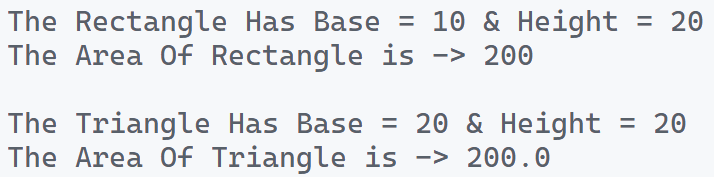 The Rectangle Has Base = 10 & Height = 20
The Area Of Rectangle is -> 200
The Triangle Has Base = 20 & Height = 20
The Area Of Triangle is -> 200.0